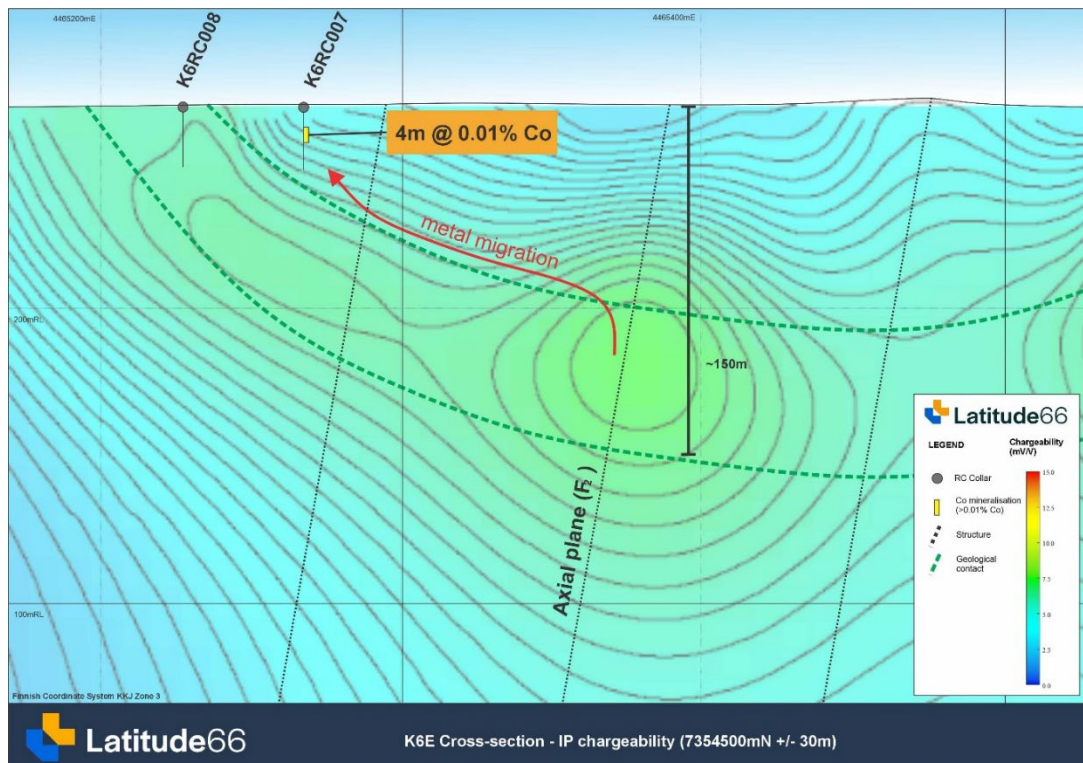 4465200mE
4465400mE
K6RC008
K6RC007
4m @ 0.01% Co
metal migration
200mRL
~150m
Axial plane (F2)
100mRL
Latitude66
LEGEND
Chargeability
(mV/V)
RC Collar
Co mineralisation
(>0.01% Co)
Structure
Geological
contact
15.0
12.5
10.0
7.5
5.0
2.5
0.0
Finnish Coordinate System KKJ Zone 3
Latitude66
K6E Cross-section - IP chargeability (7354500mN +/- 30m)